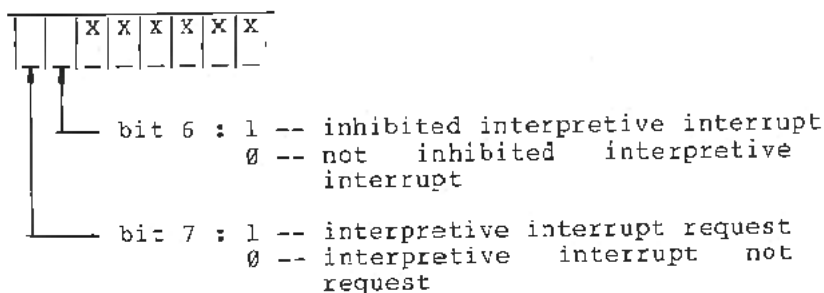 X X X X X X
bit 6 : 1 -- inhibited interpretive interrupt
0 -- not inhibited interpretive
interrupt
bit 7 : 1 -- interpretive interrupt request
0 -- interpretive interrupt not
request